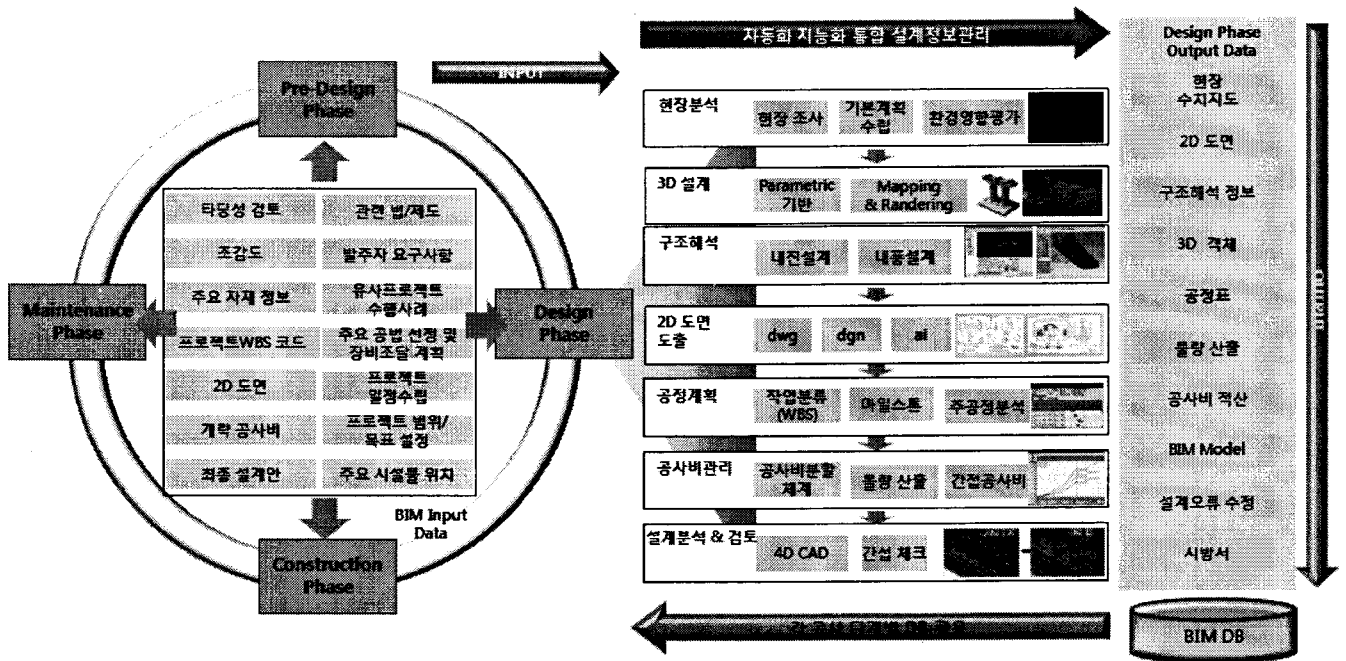 자동화 지능화 통합 설계정보관리
INPUT
Pre-Design
Phase
Maintenance
Phase
Design
Phase
Construction
Phase
타당성 검토
관련 법/제도
조감도
발주자 요구사항
주요 자재 정보
유사프로젝트
수행사례
프로젝트WBS 코드
주요 공법 선정 및
장비조달 계획
2D 도면
프로젝트
일정수립
개략 공사비
프로젝트 범위/
목표 설정
최종 설계안
주요 시설물 위치
BIM Input
Data
현장분석
현장 조사
기본계획
수립
환경영향평가
3D 설계
Parametric
기반
Mapping
& Randering
구조해석
내진설계
내풍설계
2D 도면
도출
dwg
dgn
ai
공정계획
작업분류
(WBS)
마일스톤
주공정분석
공사비관리
공사비분할
체계
물량 산출
간접공사비
설계분석 & 검토
4D CAD
간섭 체크
Design Phase
Output Data
현장
수치지도
2D 도면
구조해석 정보
3D 객체
공정표
물량 산출
공사비 적산
BIM Model
설계오류 수정
시방서
OUTPUT
BIM DB